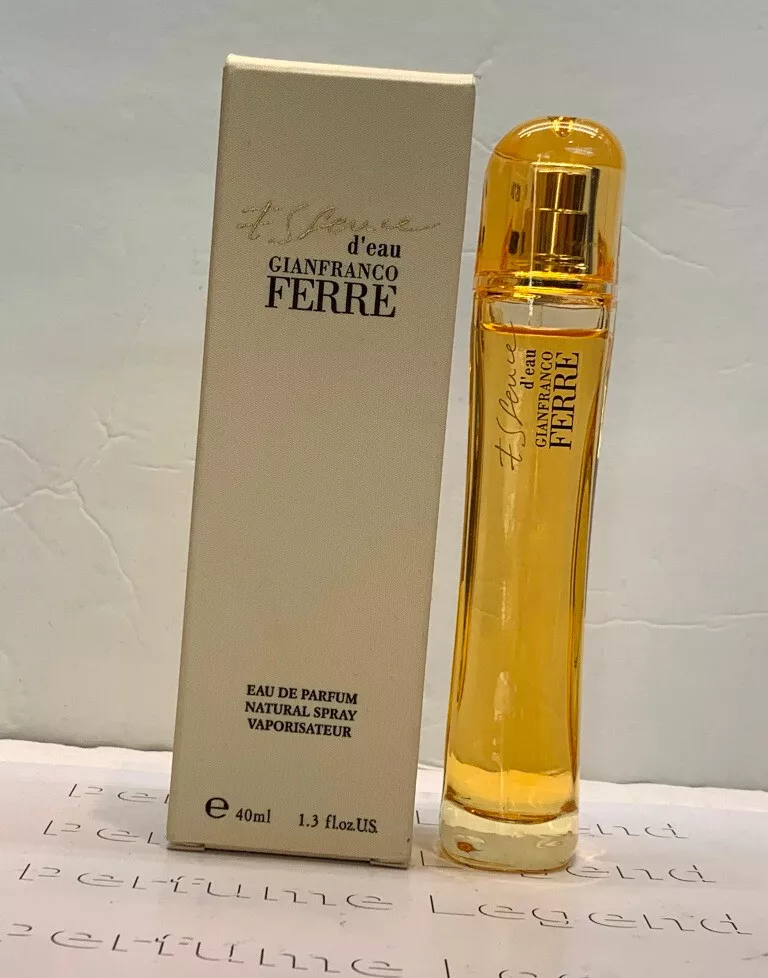 Essence
d'eau
GIANFRANCO
FERRE
EAU DE PARFUM
NATURAL SPRAY
VAPORISATEUR
e 40ml 1.3 fl.oz.US.
Essence
d'eau
GIANFRANCO
FERRE
Perfume Legend
Perfume Legend